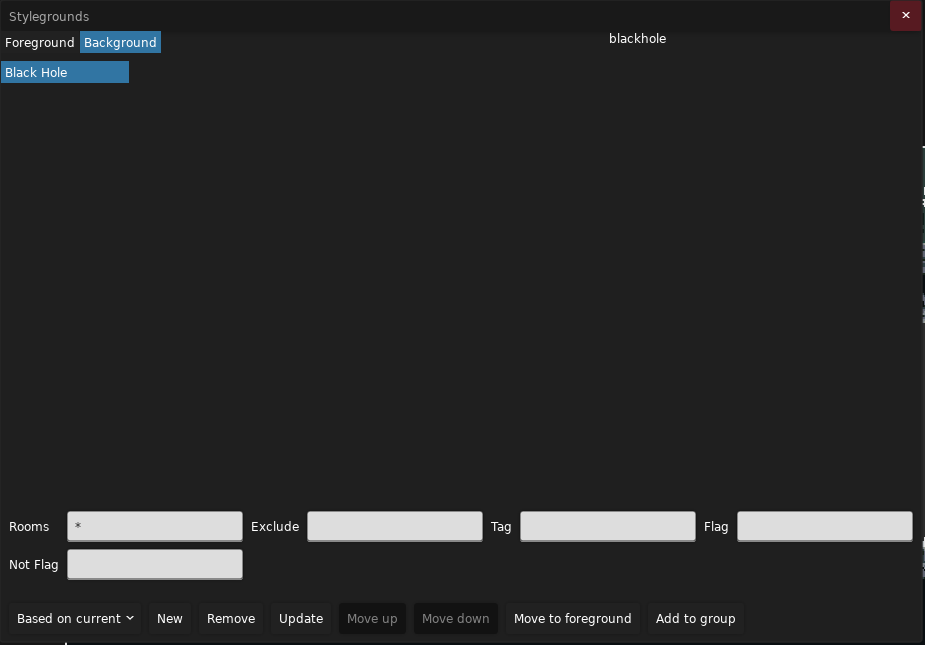 Stylegrounds
Foreground Background
blackhole
Black Hole
Rooms * Exclude Tag Flag
Not Flag
Based on current New Remove Update Move up Move down Move to foreground Add to group